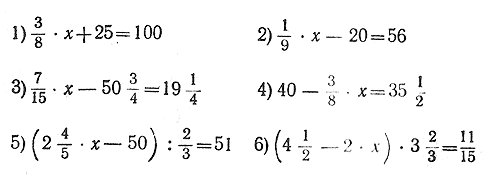 1) 3/8 · x+25=100 2) 1/9 · x − 20=56
3) 7/15 · x − 50 3/4=19 1/4 4) 40 − 3/8 · x=35 1/2
5) (2 4/5 · x − 50) : 2/3=51 6) (4 1/2 − 2 · x) · 3 2/3=11/15